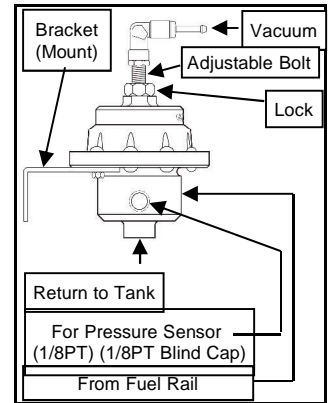 Bracket
(Mount)
Vacuum
Adjustable Bolt
Lock
Return to Tank
For Pressure Sensor
(1/8PT) (1/8PT Blind Cap)
From Fuel Rail